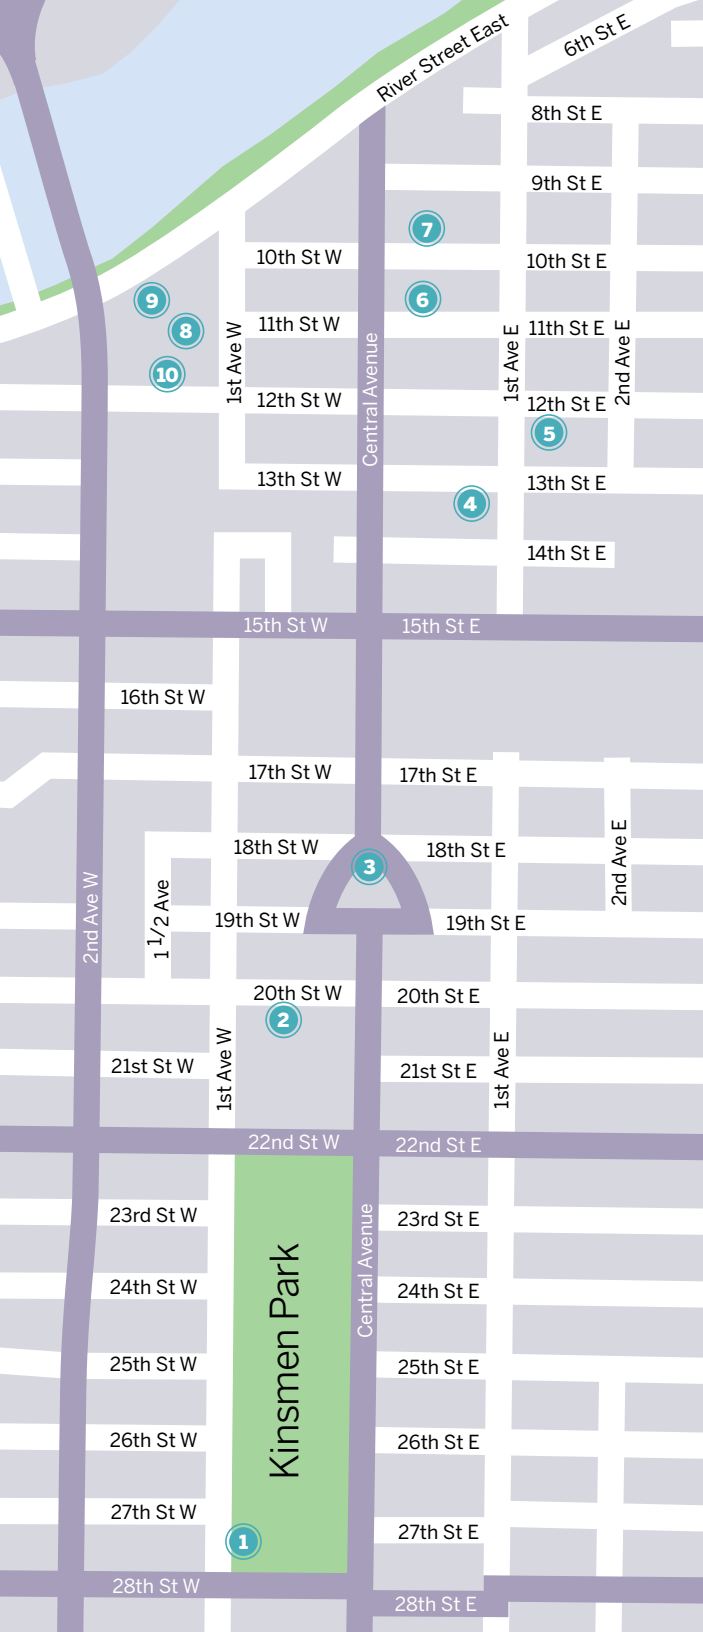 River Street East
6th St E
8th St E
9th St E
7
10th St W
10th St E
9
6
8
11th St W
11th St E
1st Ave W
Central Avenue
1st Ave E
2nd Ave E
10
12th St W
12th St E
5
13th St W
13th St E
4
14th St E
15th St W
15th St E
16th St W
17th St W
17th St E
18th St W
18th St E
3
2nd Ave W
1 1/2 Ave
2nd Ave E
19th St W
19th St E
20th St W
20th St E
2
1st Ave W
1st Ave E
21st St W
21st St E
22nd St W
22nd St E
23rd St W
23rd St E
Central Avenue
24th St W
24th St E
Kinsmen Park
25th St W
25th St E
26th St W
26th St E
27th St W
27th St E
1
28th St W
28th St E